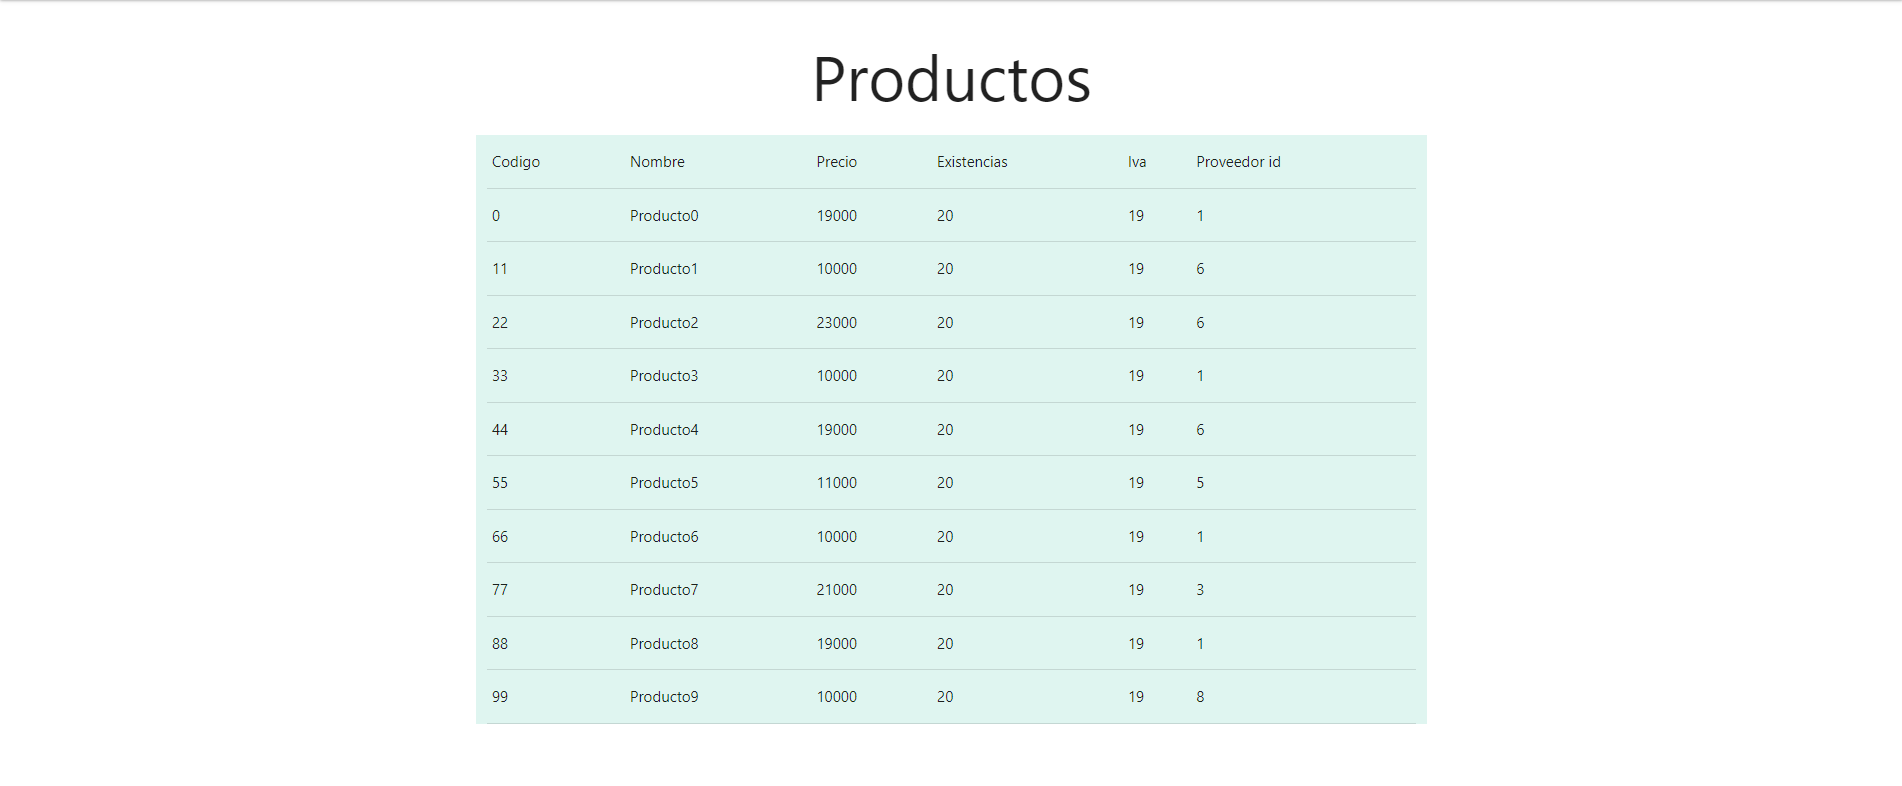 Productos
Codigo Nombre Precio Existencias Iva Proveedor id
0 Producto0 19000 20 19 1
11 Producto1 10000 20 19 6
22 Producto2 23000 20 19 6
33 Producto3 10000 20 19 1
44 Producto4 19000 20 19 6
55 Producto5 11000 20 19 5
66 Producto6 10000 20 19 1
77 Producto7 21000 20 19 3
88 Producto8 19000 20 19 1
99 Producto9 10000 20 19 8